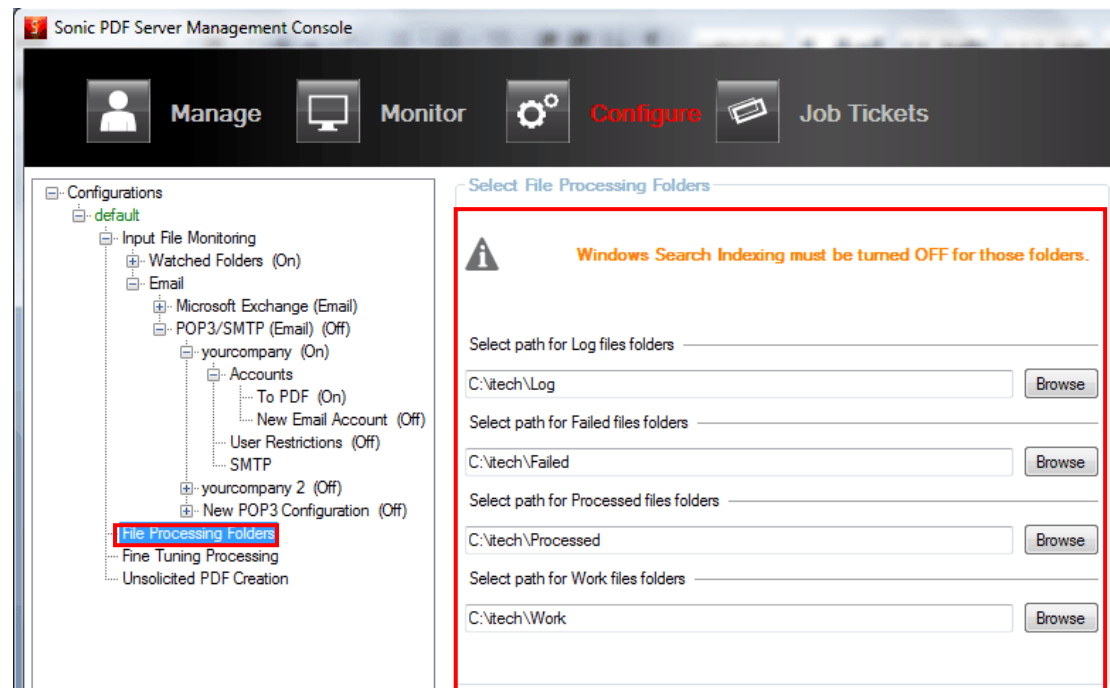 Sonic PDF Server Management Console
Manage
Monitor
Configure
Job Tickets
Configurations
default
Input File Monitoring
Watched Folders (On)
Email
Microsoft Exchange (Email)
POP3/SMTP (Email) (Off)
yourcompany (On)
Accounts
To PDF (On)
New Email Account (Off)
User Restrictions (Off)
SMTP
yourcompany 2 (Off)
New POP3 Configuration (Off)
File Processing Folders
Fine Tuning Processing
Unsolicited PDF Creation
Select File Processing Folders
Windows Search Indexing must be turned OFF for those folders.
Select path for Log files folders
C:\itech\Log
Browse
Select path for Failed files folders
C:\itech\Failed
Browse
Select path for Processed files folders
C:\itech\Processed
Browse
Select path for Work files folders
C:\itech\Work
Browse